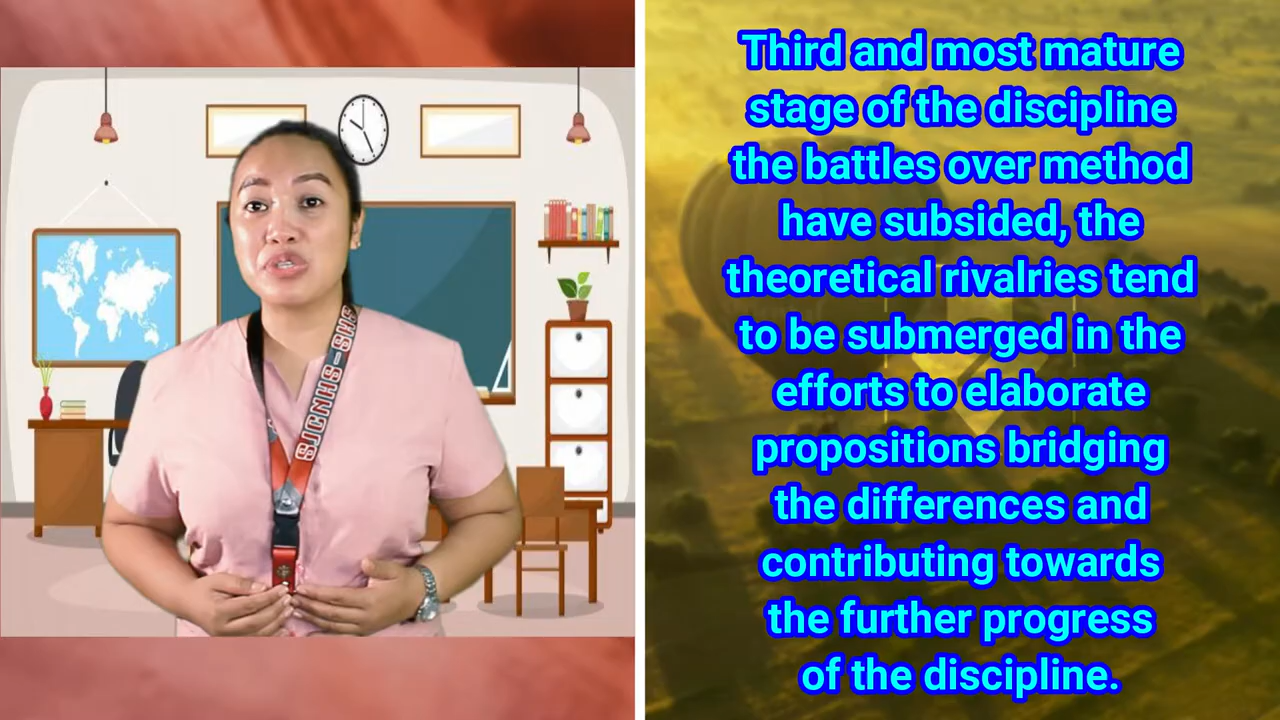 SJCNHS-SHS
Third and most mature
stage of the discipline
the battles over method
have subsided, the
theoretical rivalries tend
to be submerged in the
efforts to elaborate
propositions bridging
the differences and
contributing towards
the further progress
of the discipline.